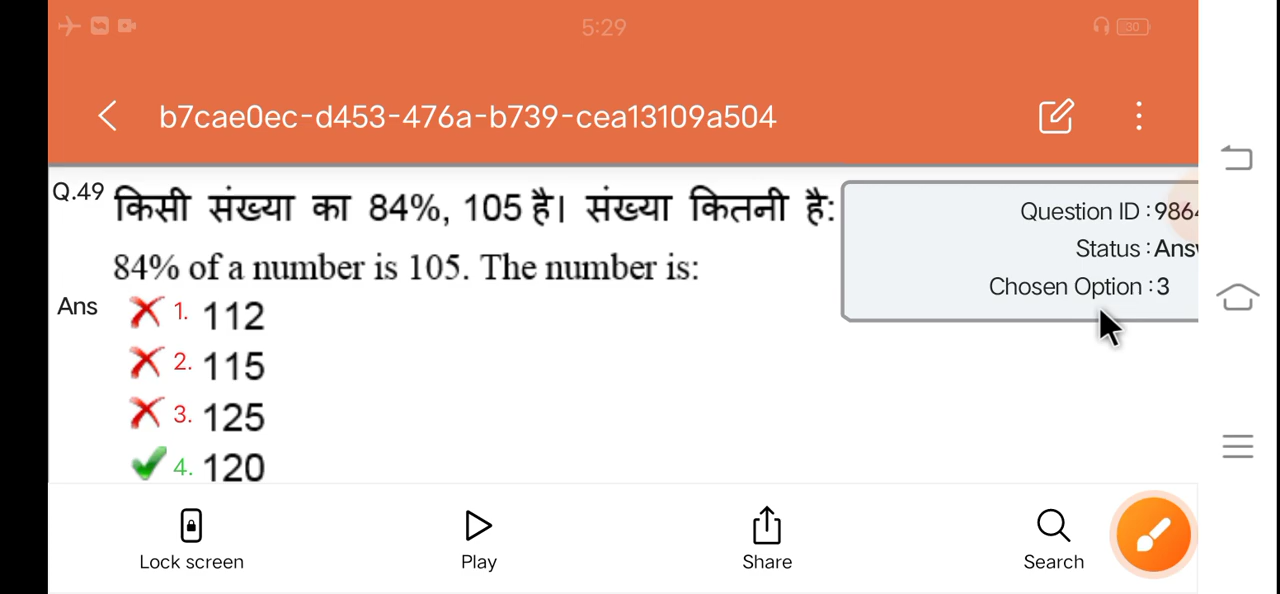 5:29
30
b7cae0ec-d453-476a-b739-cea13109a504
Q.49 किसी संख्या का 84%, 105 है। संख्या कितनी है:
84% of a number is 105. The number is:
Question ID : 986
Status : Ans
Chosen Option : 3
Ans
1. 112
2. 115
3. 125
4. 120
Lock screen
Play
Share
Search